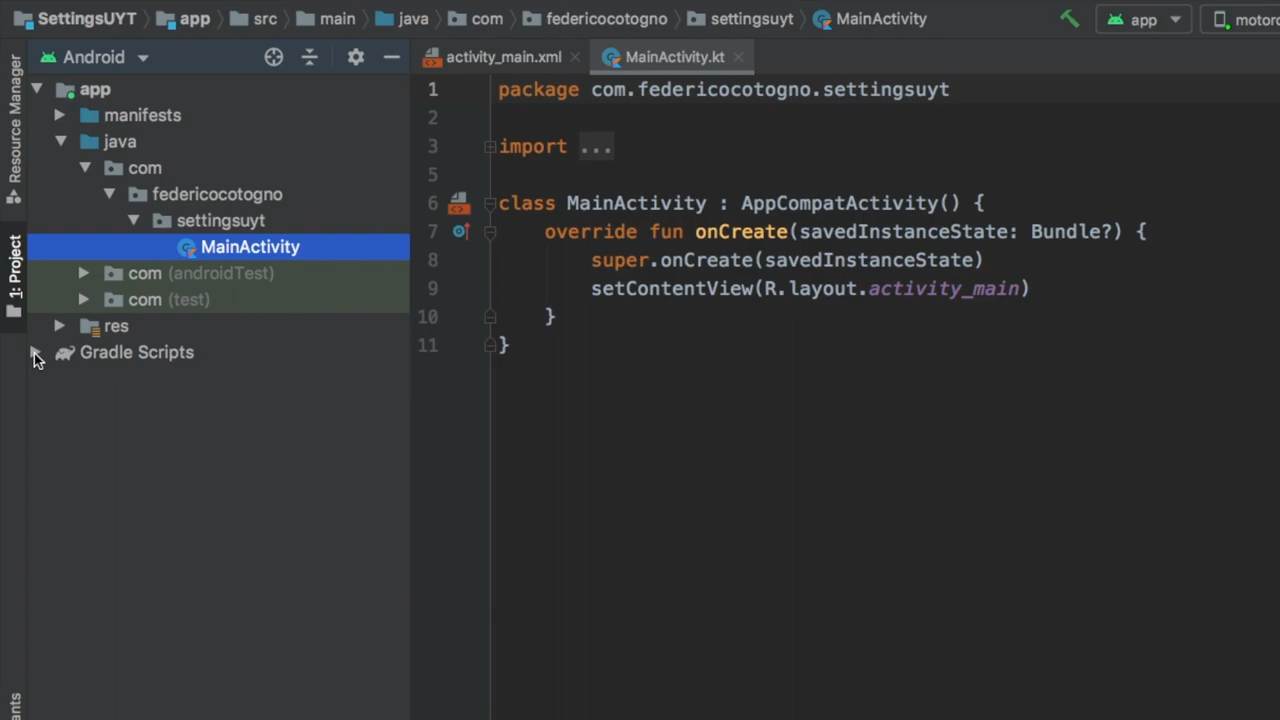 SettingsUYT app src main java com federicocotogno settingsuyt MainActivity app motoro
Android activity_main.xml MainActivity.kt
Resource Manager
1: Project
app
manifests
java
com
federicocotogno
settingsuyt
MainActivity
com (androidTest)
com (test)
res
Gradle Scripts
1 package com.federicocotogno.settingsuyt
2
3 import ...
5
6 class MainActivity : AppCompatActivity() {
7 override fun onCreate(savedInstanceState: Bundle?) {
8 super.onCreate(savedInstanceState)
9 setContentView(R.layout.activity_main)
10 }
11 }
ants